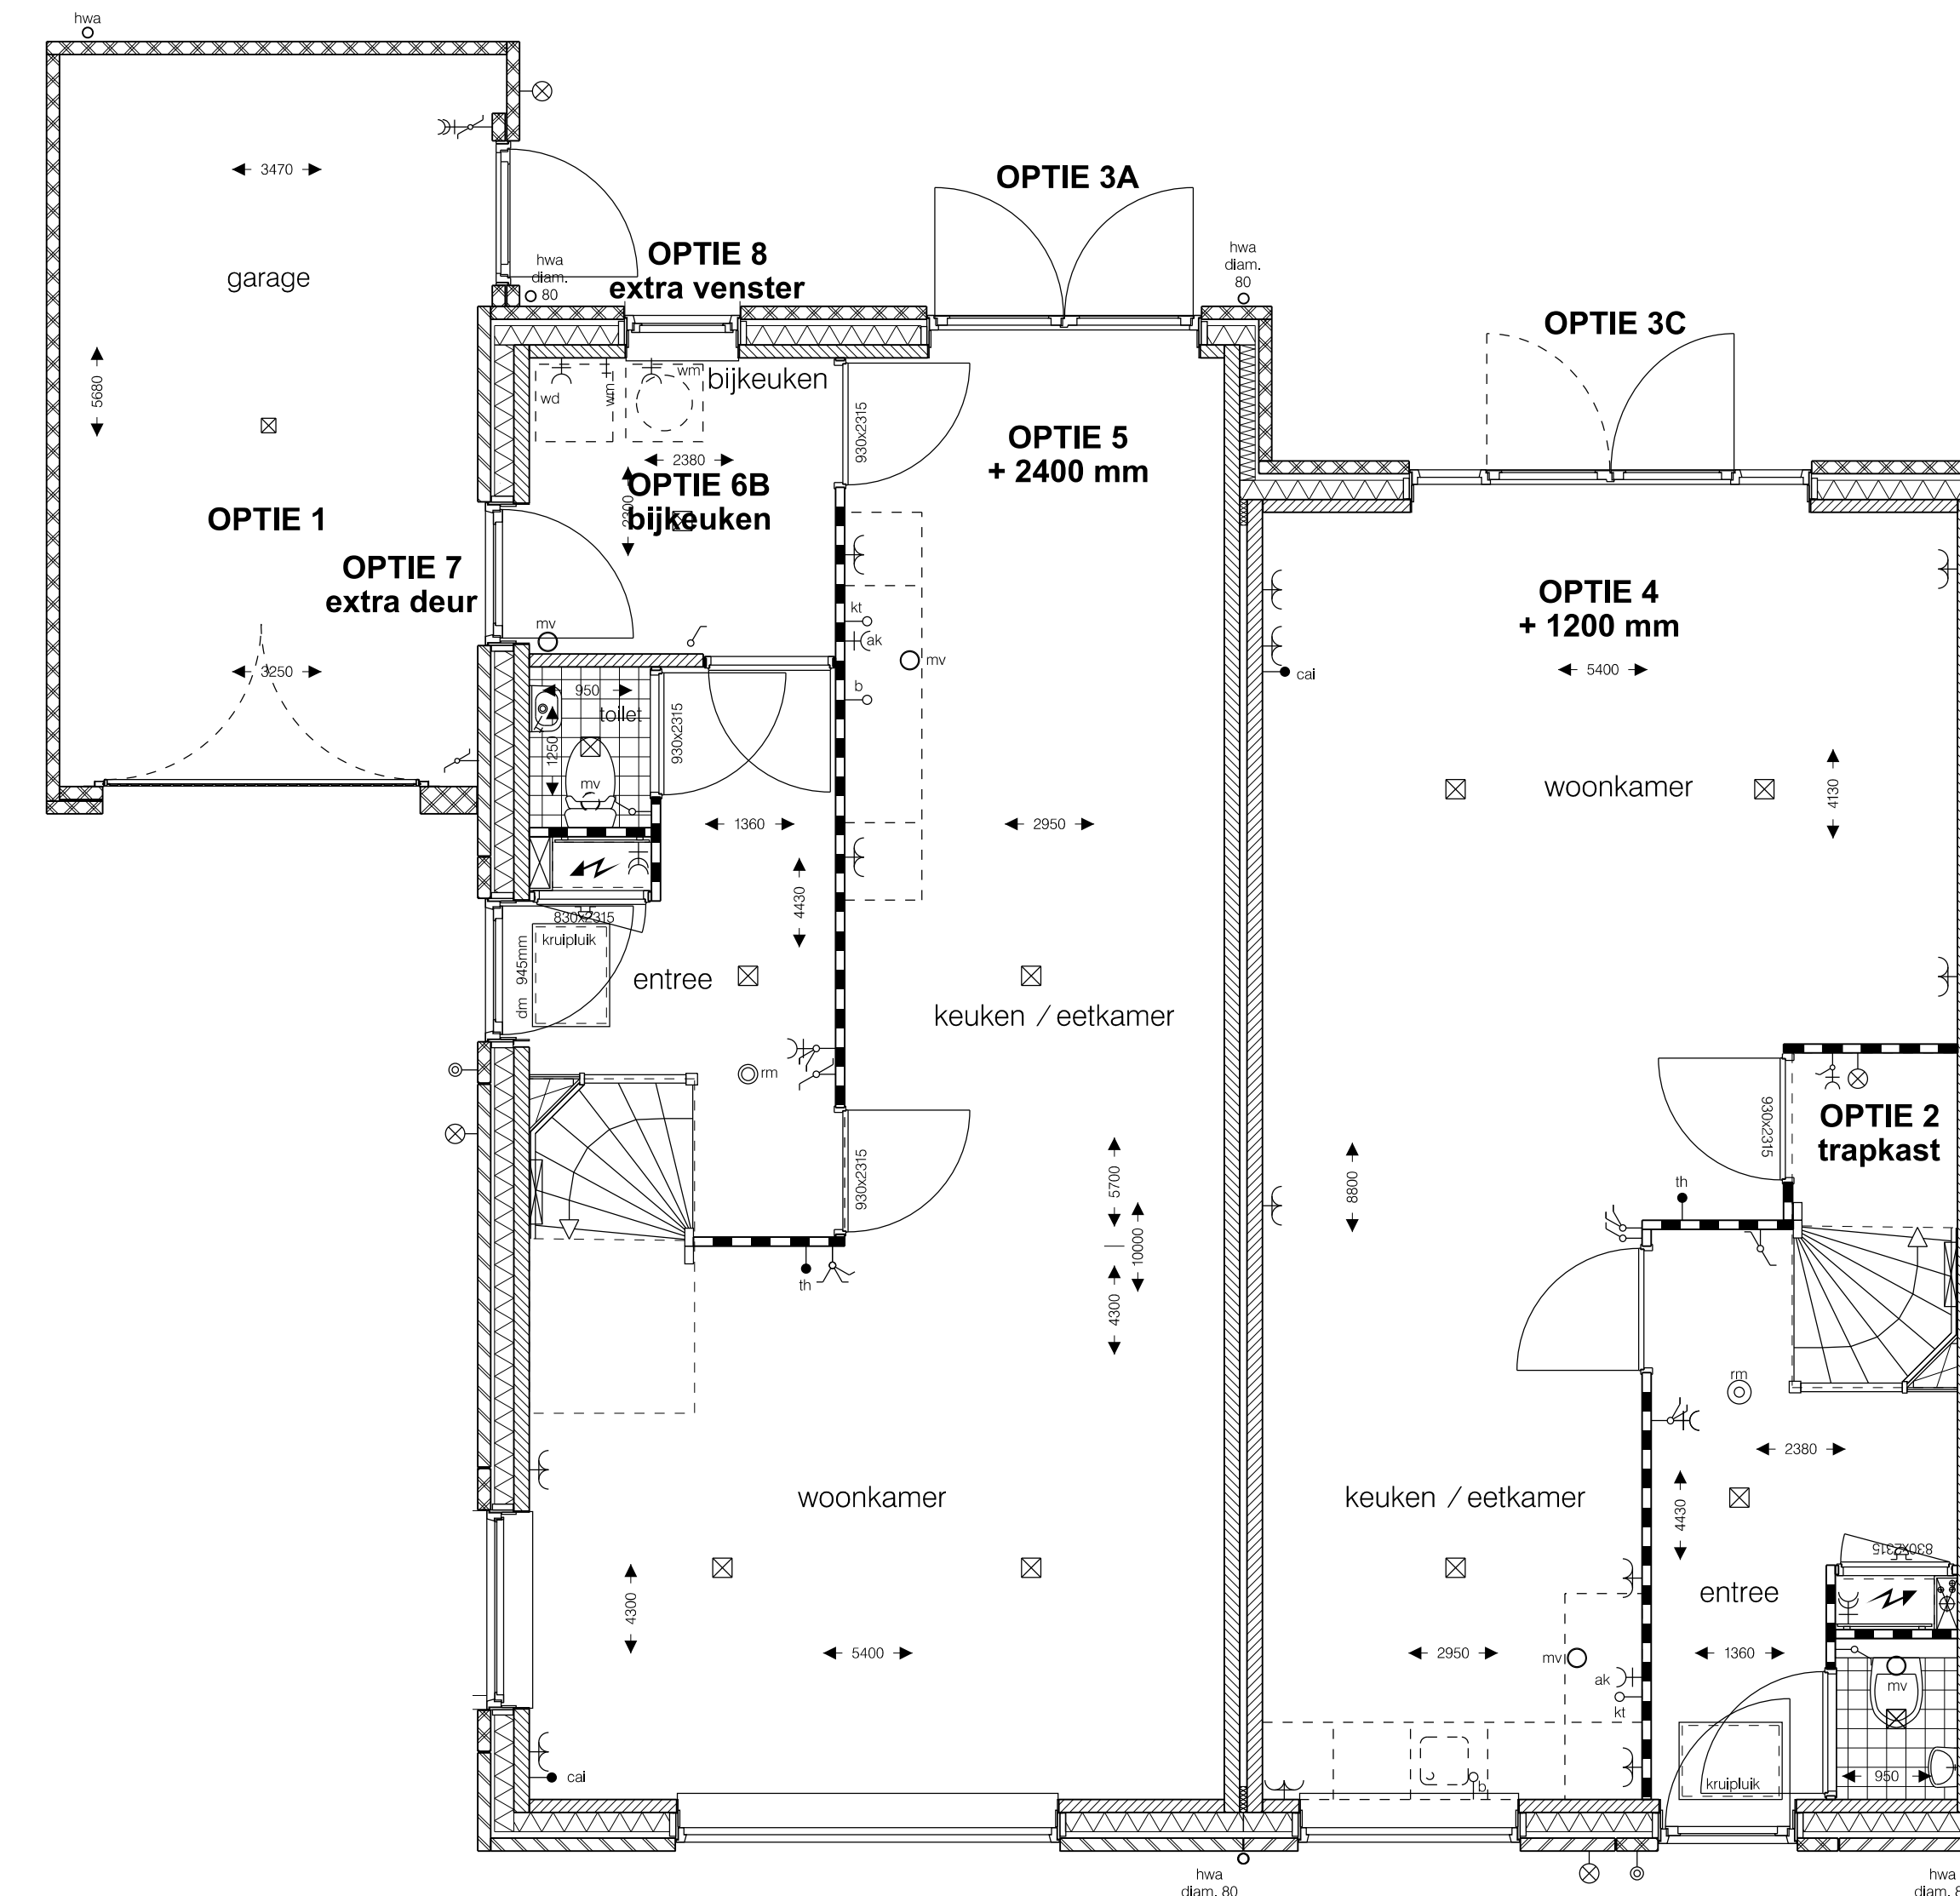 hwa
3470
garage
5680
OPTIE 1
OPTIE 7
extra deur
3250
hwa
diam.
80
OPTIE 8
extra venster
OPTIE 3A
hwa
diam.
80
OPTIE 3C
wd
wm
wm
bijkeuken
930x2315
2380
2300
OPTIE 6B
bijkeuken
OPTIE 5
+ 2400 mm
mv
kt
ak
mv
b
OPTIE 4
+ 1200 mm
5400
cai
950
toilet
1250
mv
930x2315
1360
2950
4430
woonkamer
4130
830x2315
kruipluik
dm 945mm
entree
keuken / eetkamer
rm
930x2315
5700
10000
4300
th
8800
930x2315
OPTIE 2
trapkast
th
rm
2380
woonkamer
keuken / eetkamer
4430
830x2315
entree
4300
5400
2950
mv
ak
kt
1360
mv
950
kruipluik
b
cai
hwa
diam. 80
hwa
diam. 8